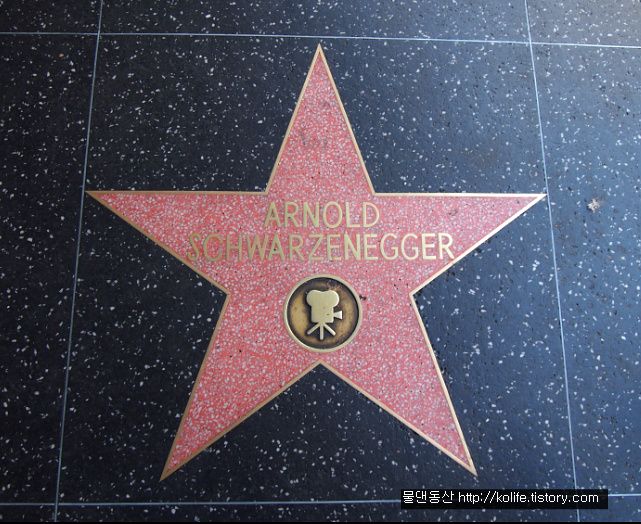 ARNOLD
SCHWARZENEGGER
물댄동산 http://kolife.tistory.com